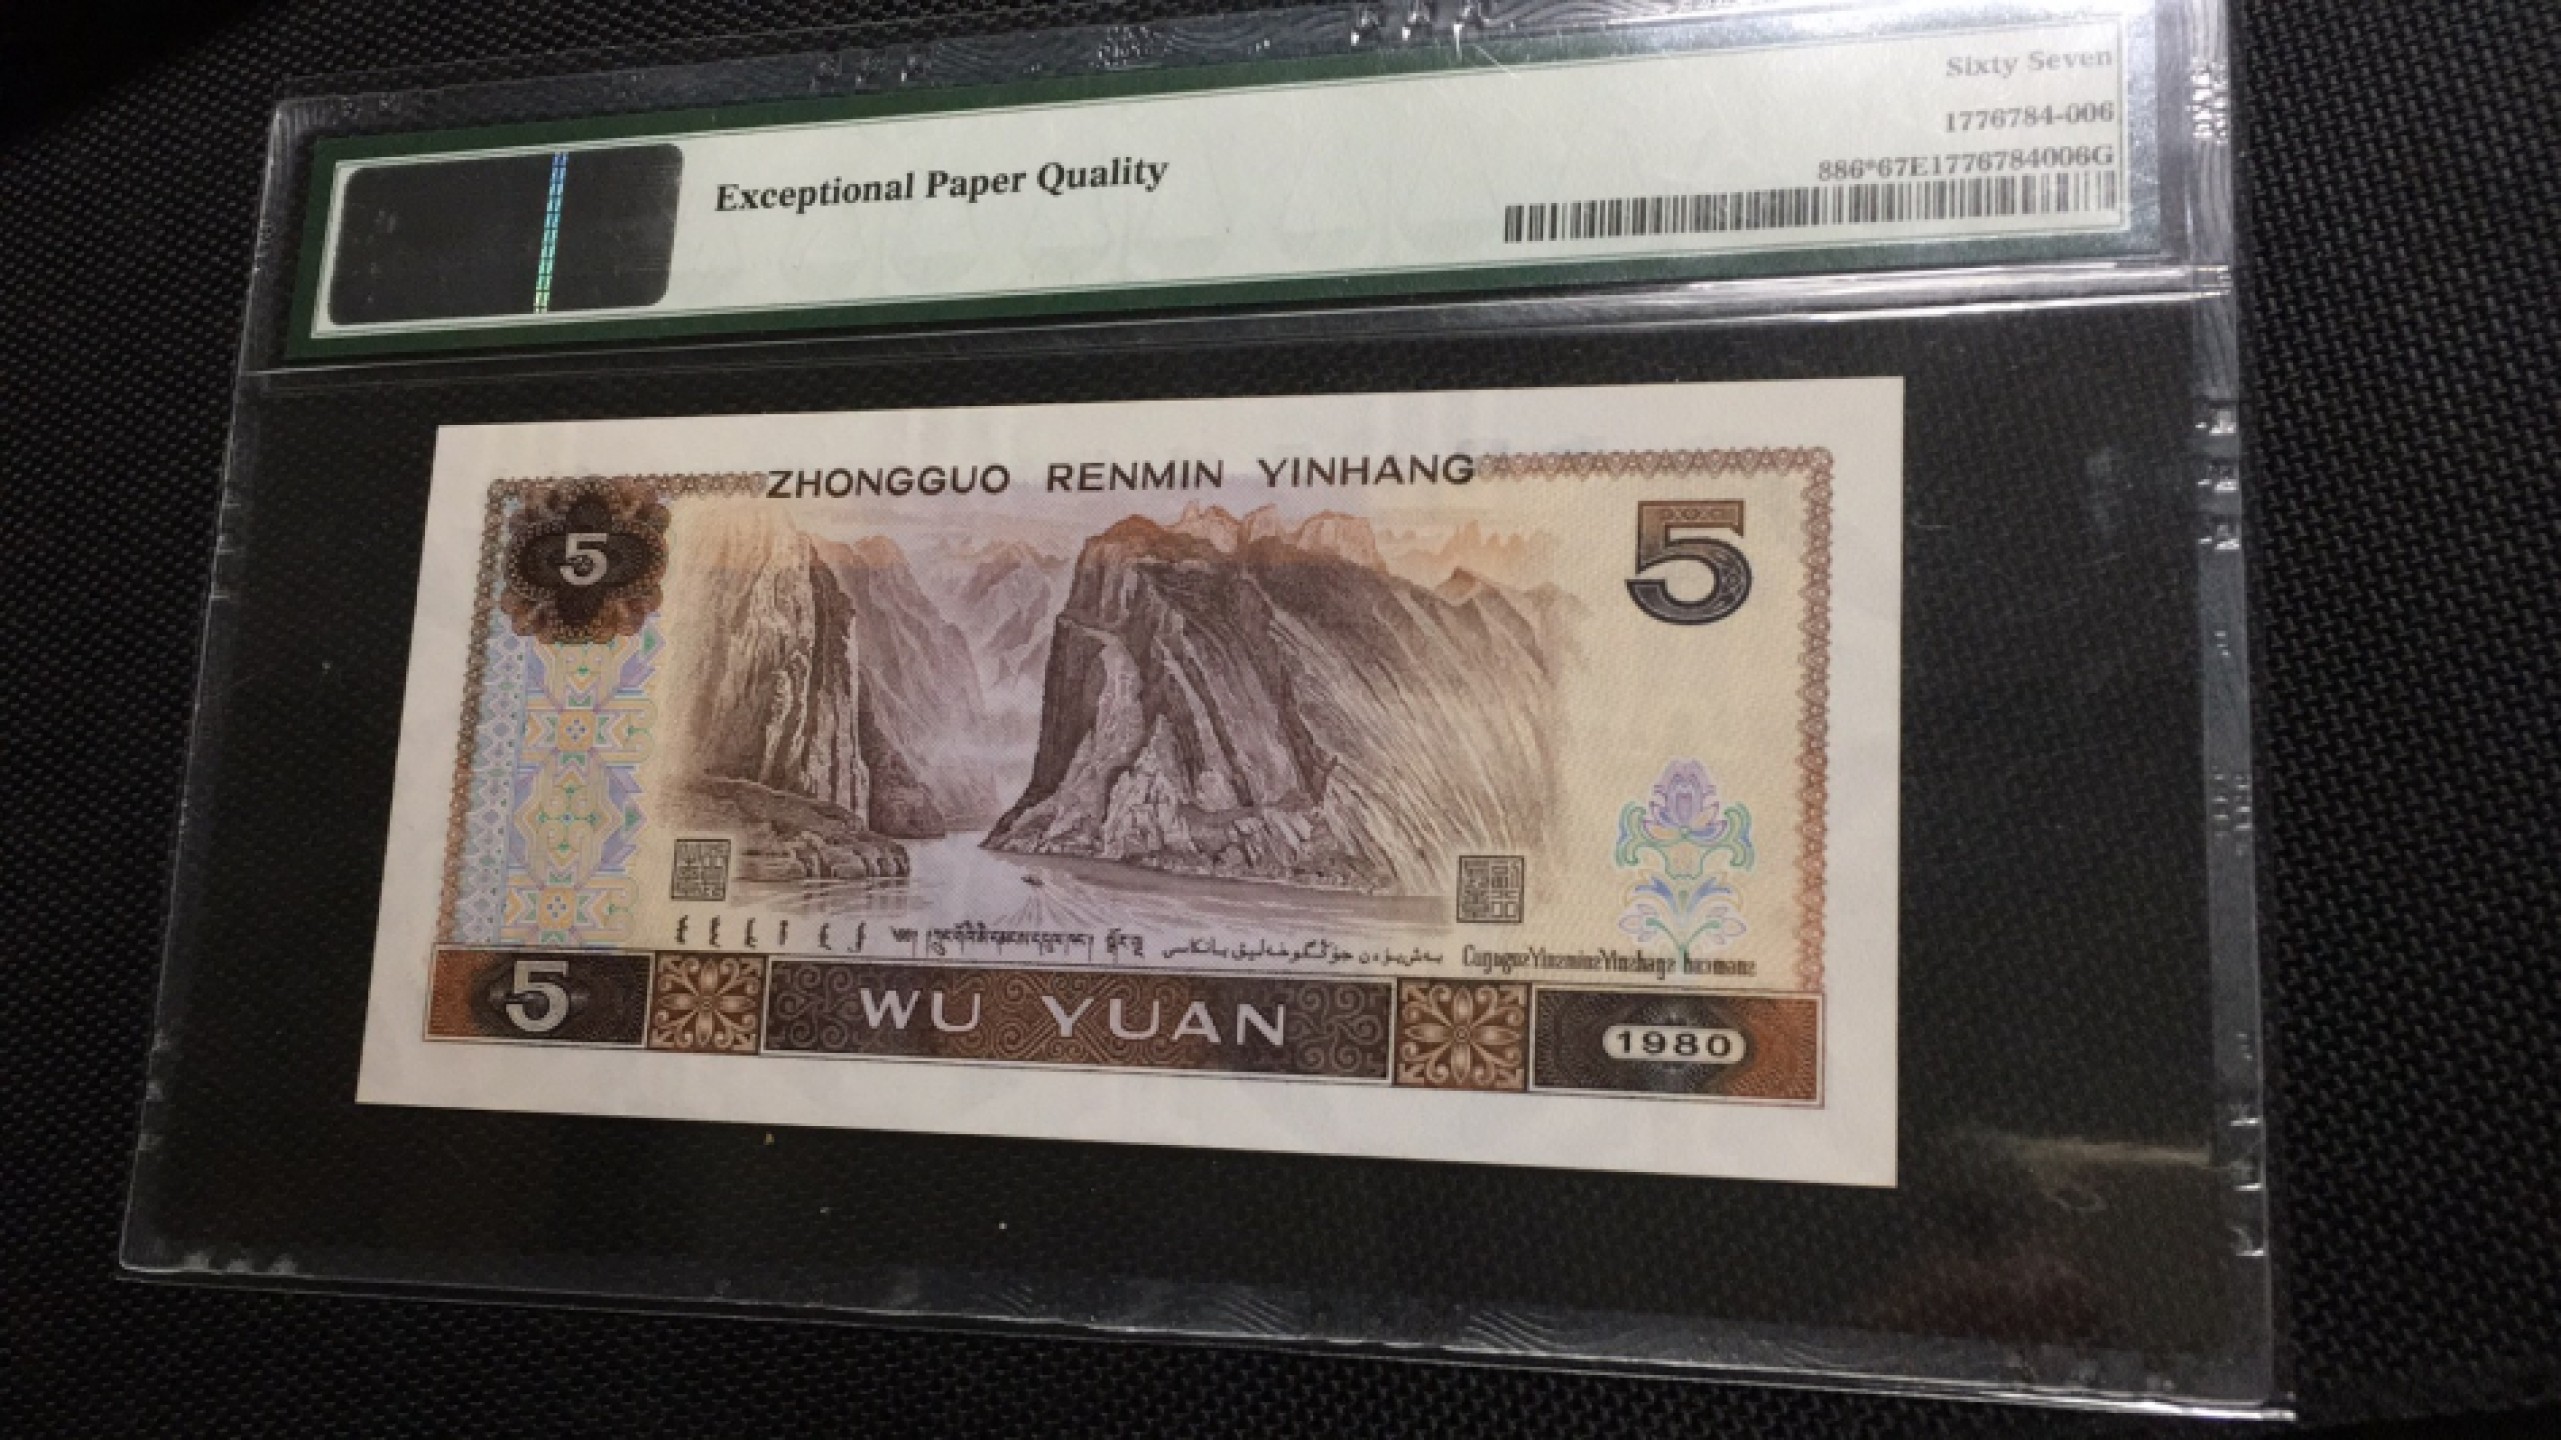 Sixty Seven
1776784-006
Exceptional Paper Quality
886*67E1776784006G
ZHONGGUO RENMIN YINHANG
5
5
5
WU YUAN
1980